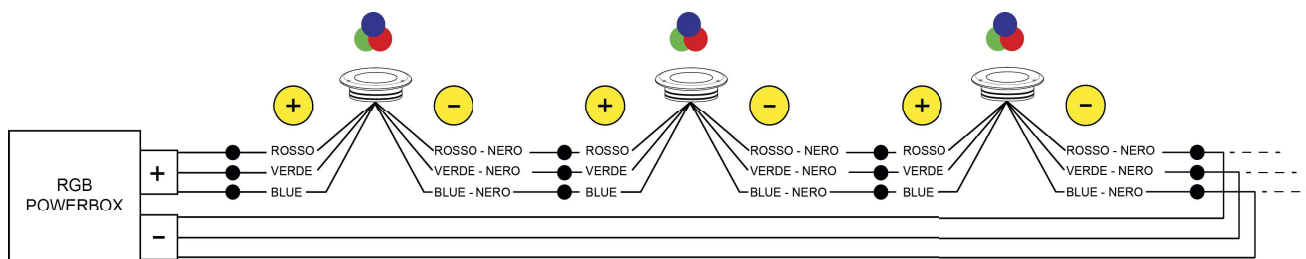 + - + - + -
RGB
POWERBOX
+
-
ROSSO ROSSO - NERO ROSSO ROSSO - NERO ROSSO ROSSO - NERO
VERDE VERDE - NERO VERDE VERDE - NERO VERDE VERDE - NERO
BLUE BLUE - NERO BLUE BLUE - NERO BLUE BLUE - NERO